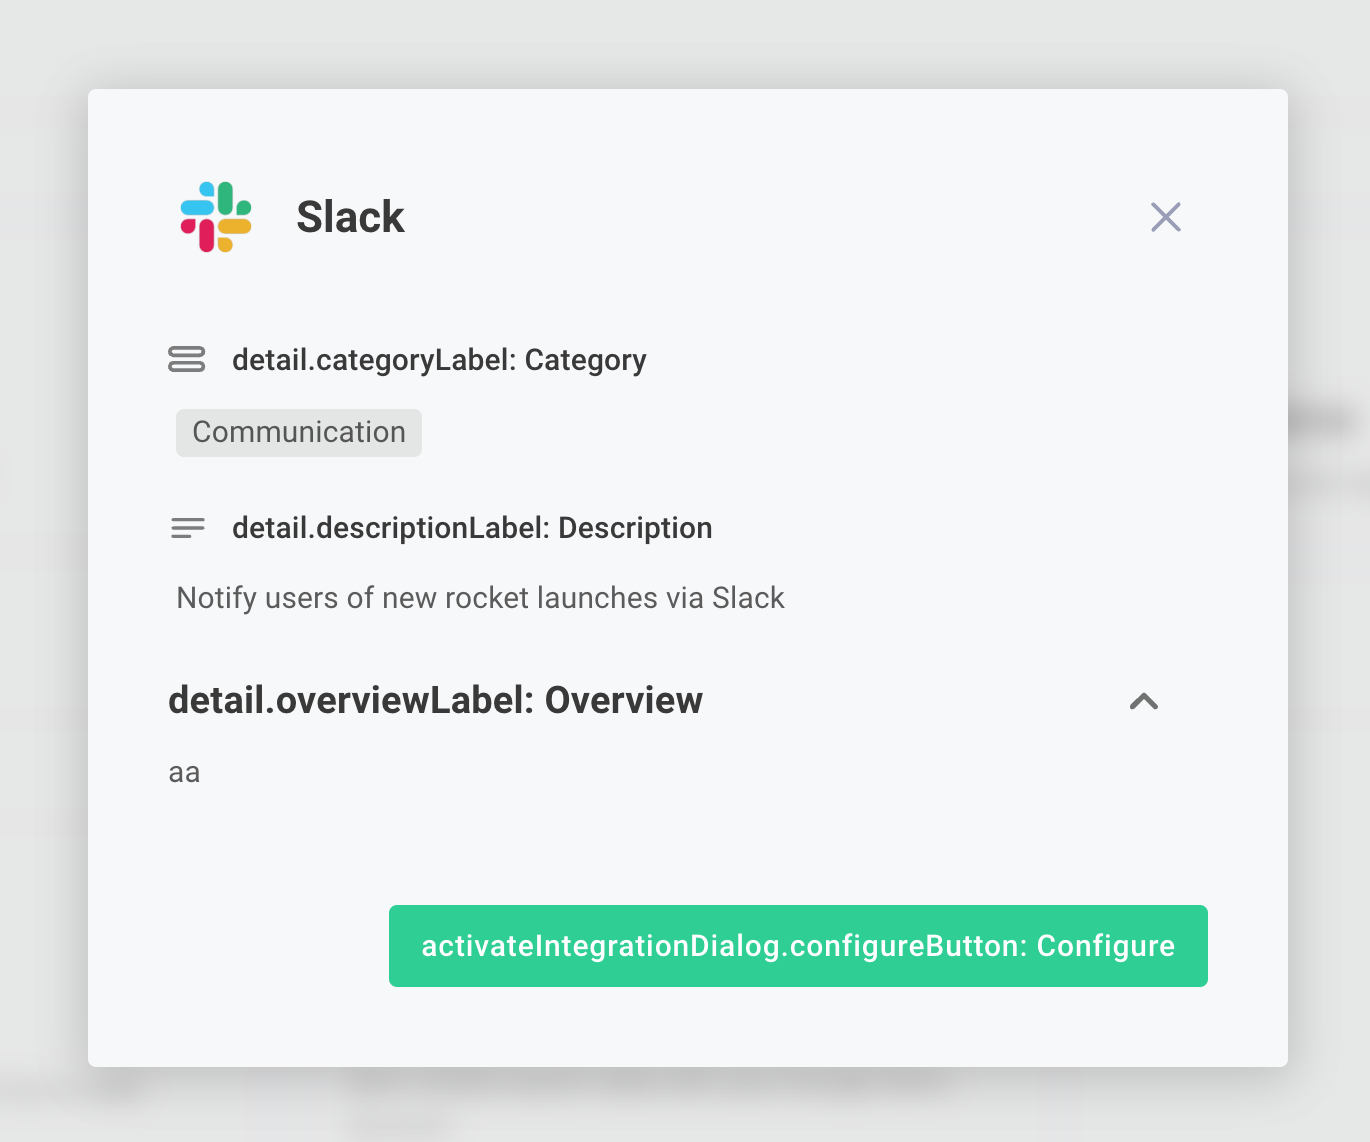 Slack
detail.categoryLabel: Category
Communication
detail.descriptionLabel: Description
Notify users of new rocket launches via Slack
detail.overviewLabel: Overview
aa
activateIntegrationDialog.configureButton: Configure